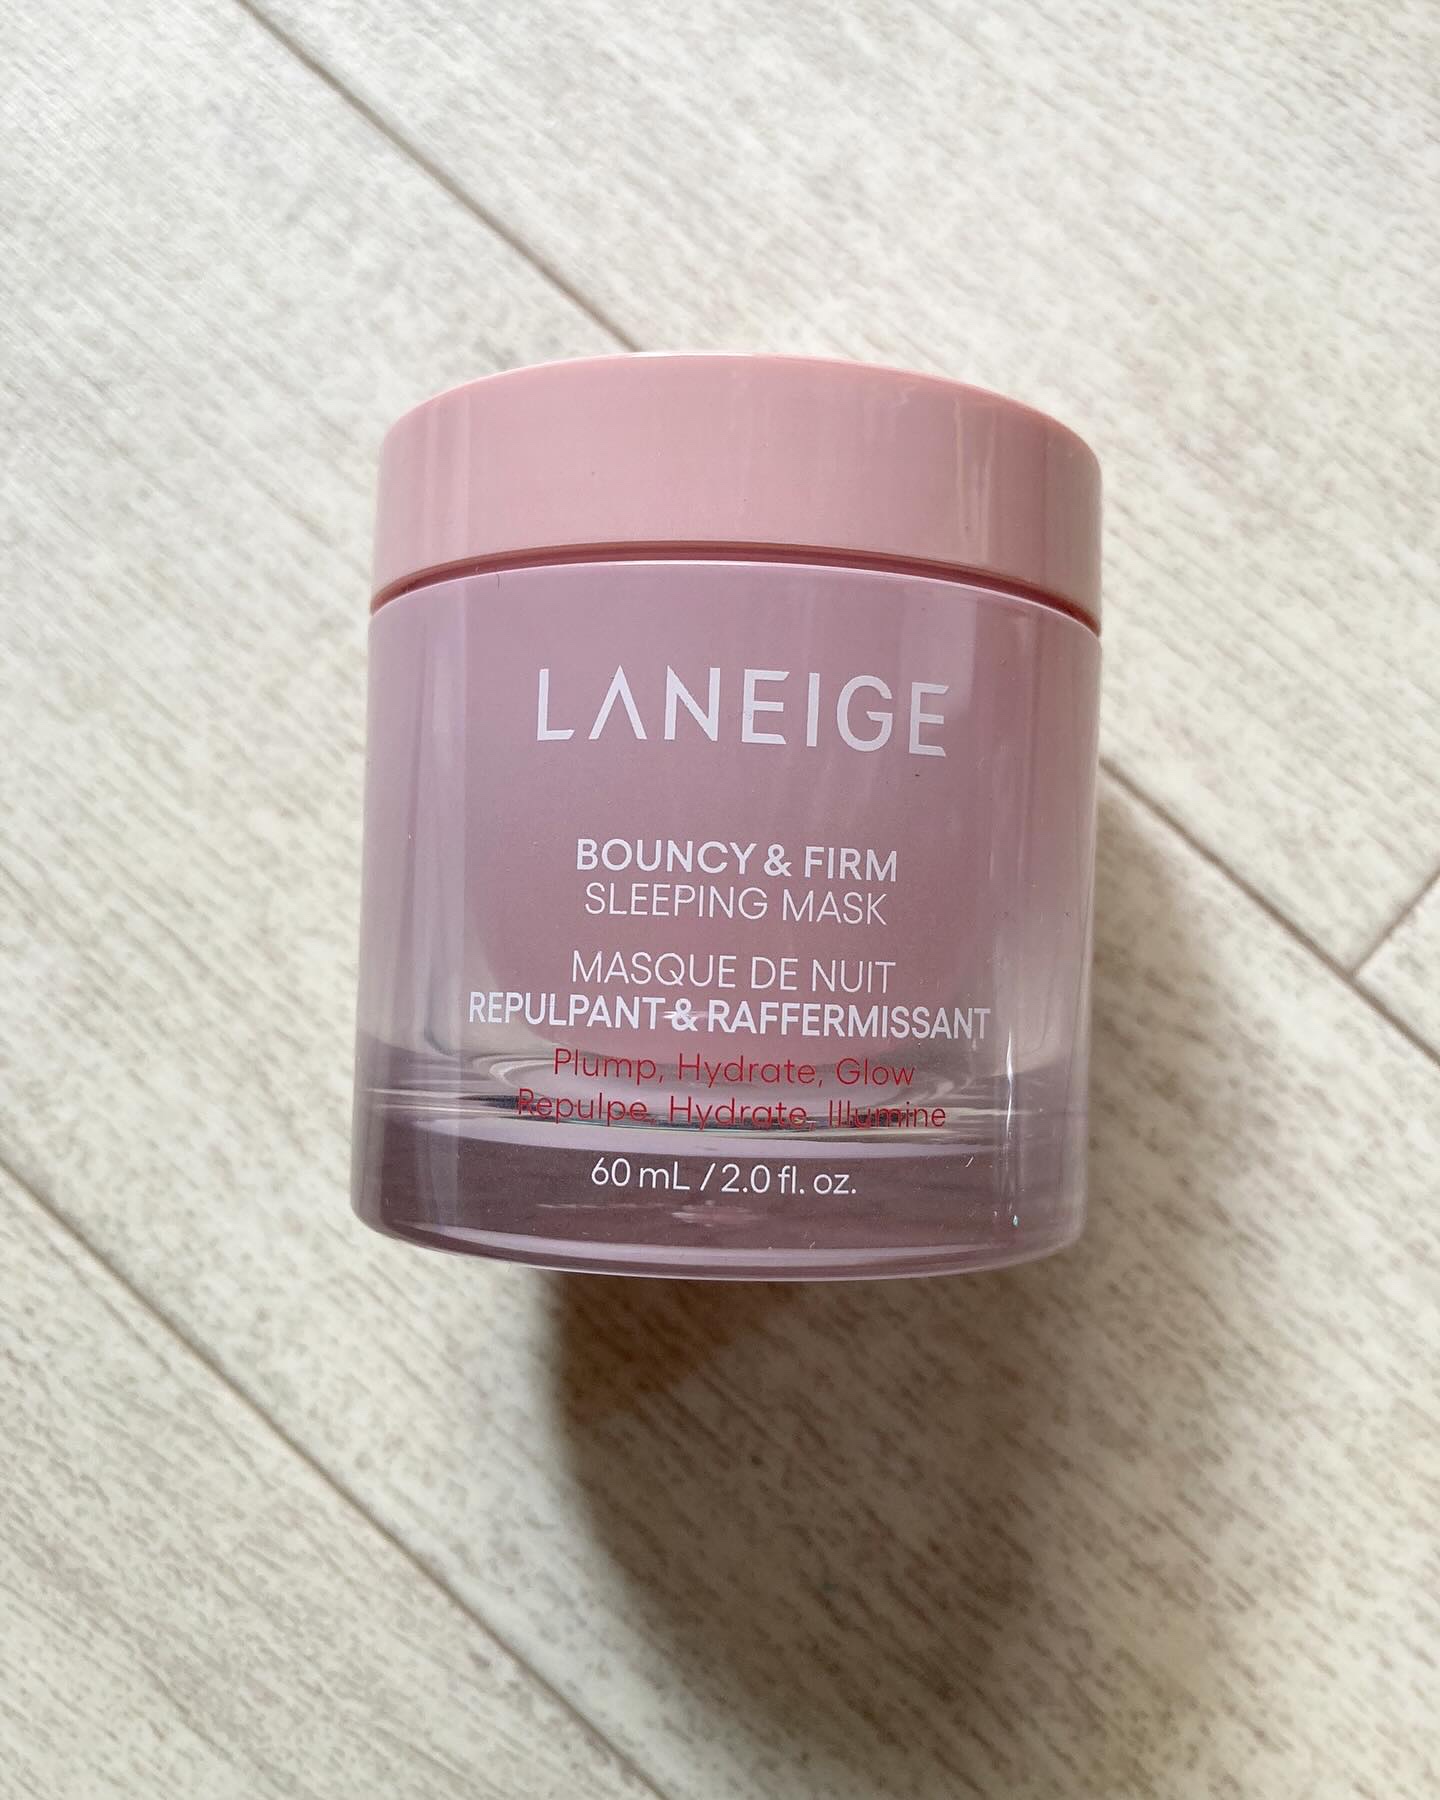 LANEIGE
BOUNCY & FIRM
SLEEPING MASK
MASQUE DE NUIT
REPULPANT & RAFFERMISSANT
Plump, Hydrate, Glow
Repulpe, Hydrate, Illumine
60 mL / 2.0 fl. oz.